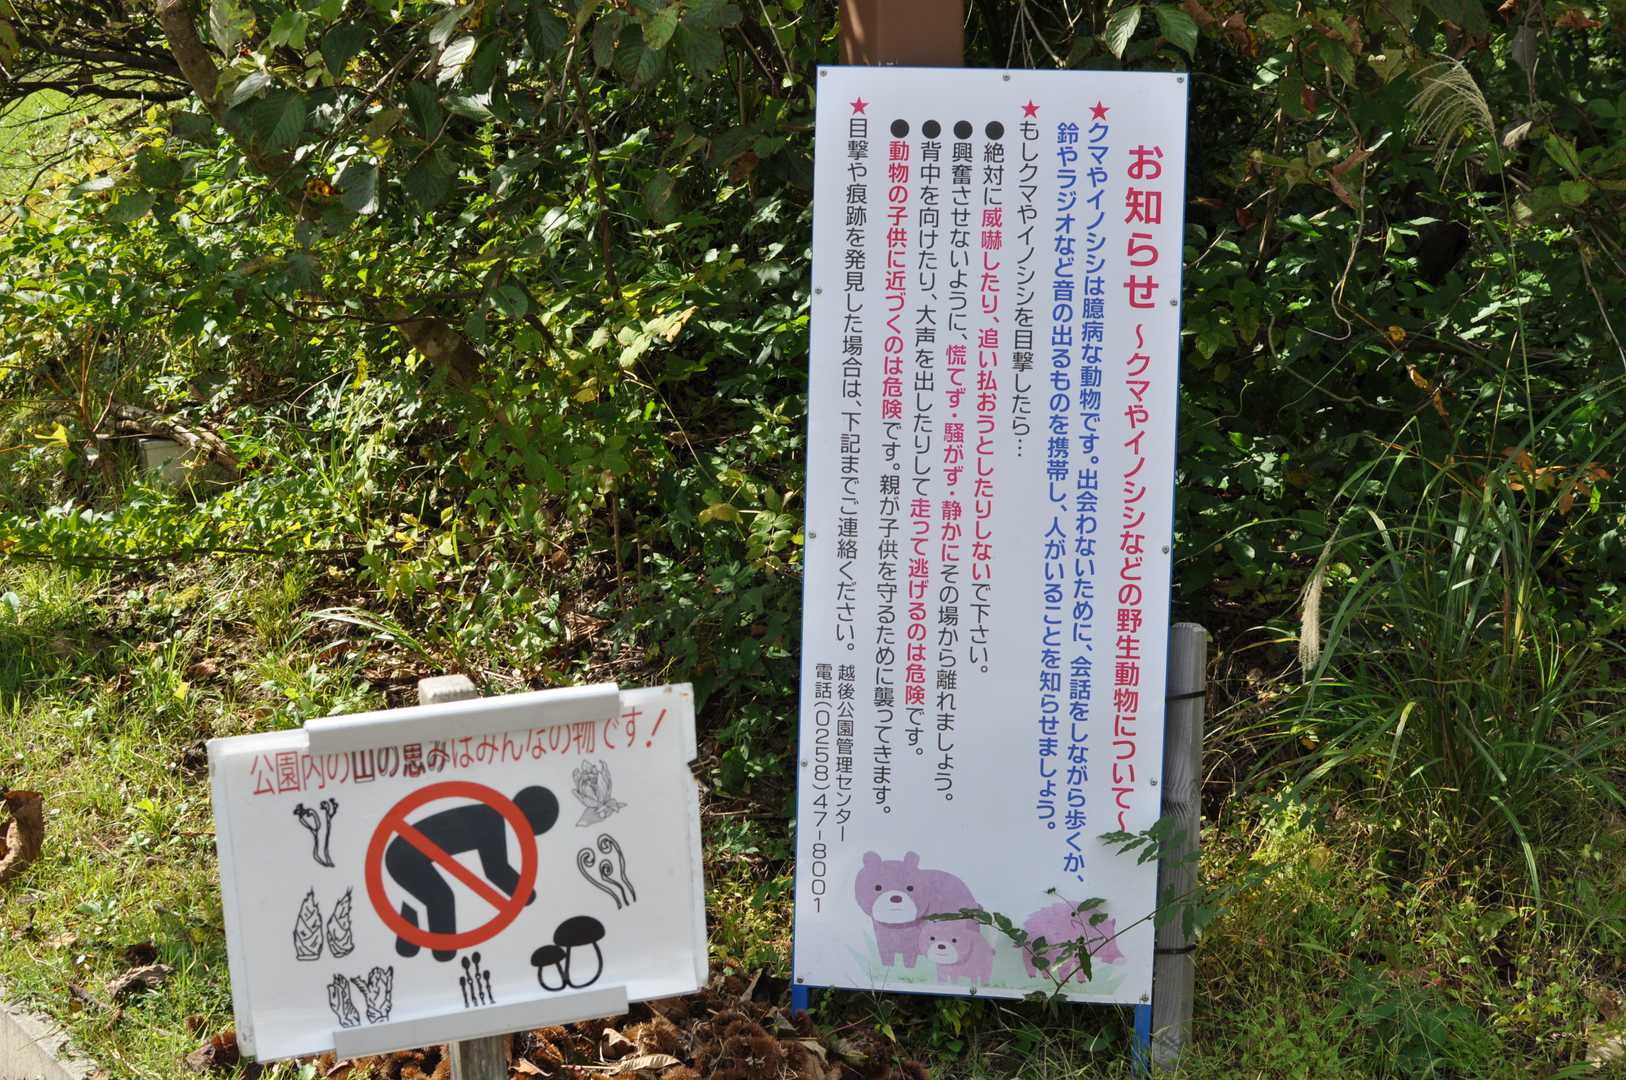 お知らせ ～クマやイノシシなどの野生動物について～
★クマやイノシシは臆病な動物です。出会わないために、会話をしながら歩くか、
鈴やラジオなど音の出るものを携帯し、人がいることを知らせましょう。
★もしクマやイノシシを目撃したら…
●絶対に威嚇したり、追い払おうとしたりしないで下さい。
●興奮させないように、慌てず・騒がず・静かにその場から離れましょう。
●背中を向けたり、大声を出したりして走って逃げるのは危険です。
●動物の子供に近づくのは危険です。親が子供を守るために襲ってきます。
★目撃や痕跡を発見した場合は、下記までご連絡ください。
越後公園管理センター
電話(0258)47-8001
公園内の山の恵みはみんなの物です！